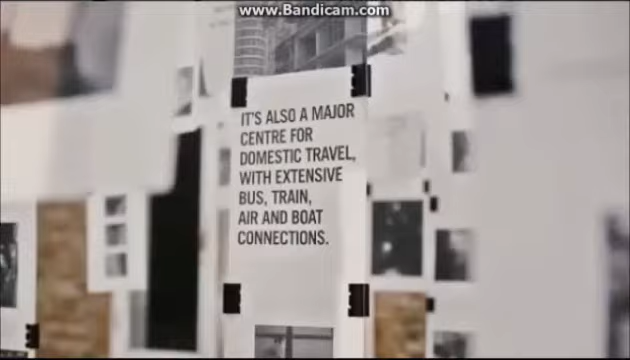 www.Bandicam.com
IT'S ALSO A MAJOR
CENTRE FOR
DOMESTIC TRAVEL,
WITH EXTENSIVE
BUS, TRAIN,
AIR AND BOAT
CONNECTIONS.